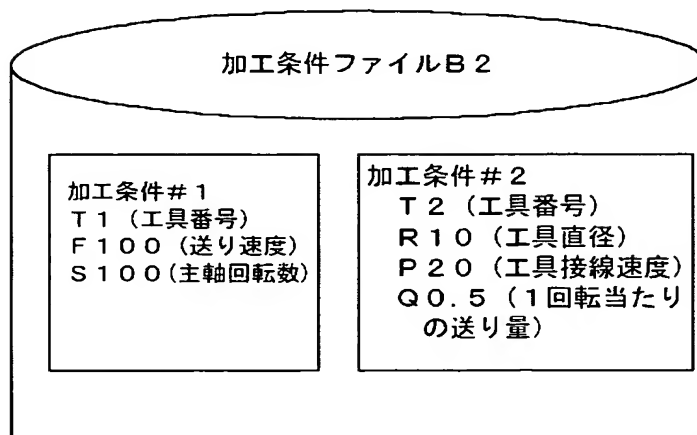 加工条件ファイルB2
加工条件#1
T1(工具番号)
F100(送り速度)
S100(主軸回転数)
加工条件#2
T2(工具番号)
R10(工具直径)
P20(工具接線速度)
Q0.5(1回転当たり
の送り量)